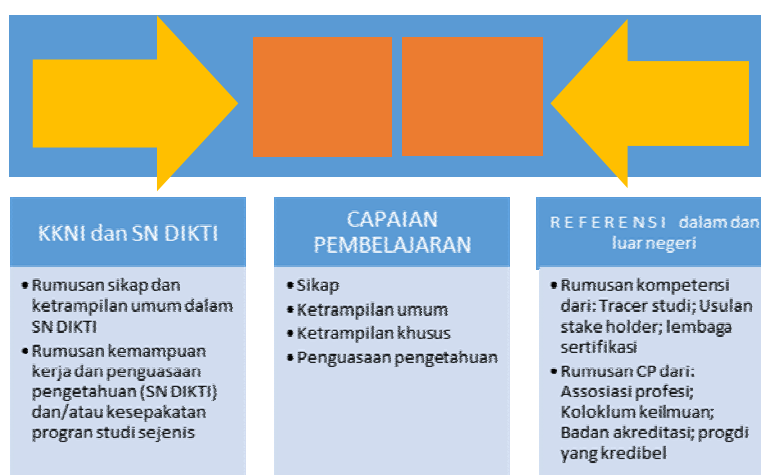 KKNI dan SN DIKTI
• Rumusan sikap dan
ketrampilan umum dalam
SN DIKTI
• Rumusan kemampuan
kerja dan penguasaan
pengetahuan (SN DIKTI)
dan/atau kesepakatan
progran studi sejenis
CAPAIAN
PEMBELAJARAN
• Sikap
• Ketrampilan umum
• Ketrampilan khusus
• Penguasaan pengetahuan
R E F E R E N S I dalam dan
luar negeri
• Rumusan kompetensi
dari: Tracer studi; Usulan
stake holder; lembaga
sertifikasi
• Rumusan CP dari:
Assosiasi profesi;
Koloklum keilmuan;
Badan akreditasi; progdi
yang kredibel